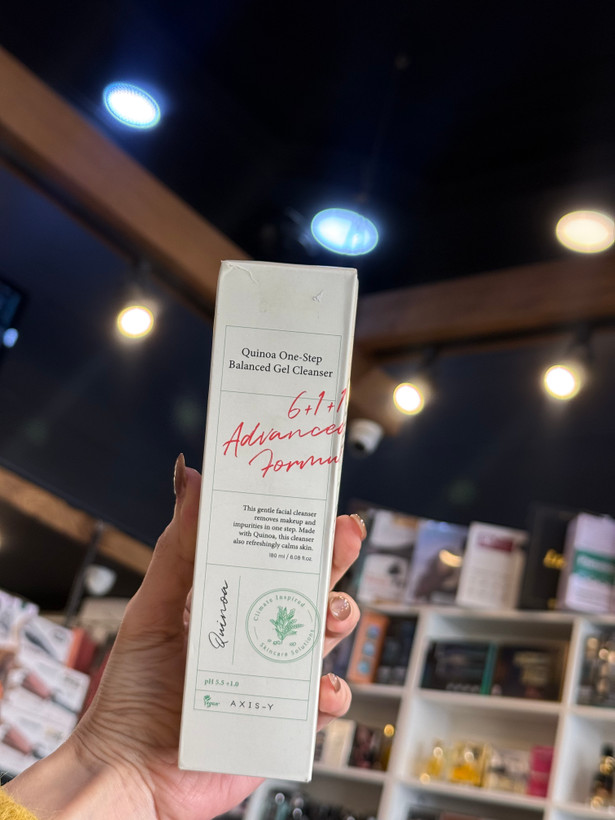 Quinoa One-Step
Balanced Gel Cleanser
6+1+1
Advanced
Formu
This gentle facial cleanser
removes makeup and
impurities in one step. Made
with Quinoa, this cleanser
also refreshingly calms skin.
180 ml / 6.08 fl.oz.
Quinoa
Climate Inspired
Skincare Solutions
pH 5.5 ±1.0
Vegan
AXIS-Y